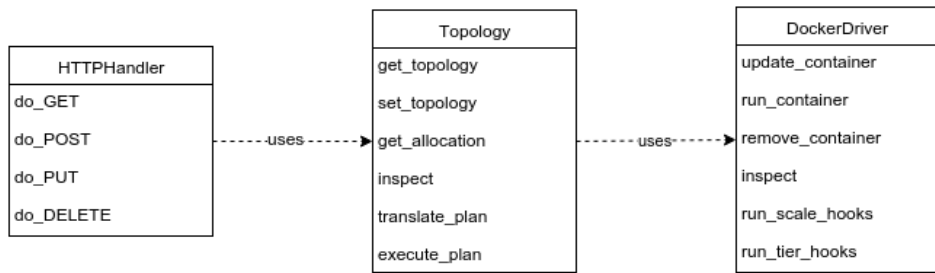 HTTPHandler
do_GET
do_POST
do_PUT
do_DELETE
uses
Topology
get_topology
set_topology
get_allocation
inspect
translate_plan
execute_plan
uses
DockerDriver
update_container
run_container
remove_container
inspect
run_scale_hooks
run_tier_hooks